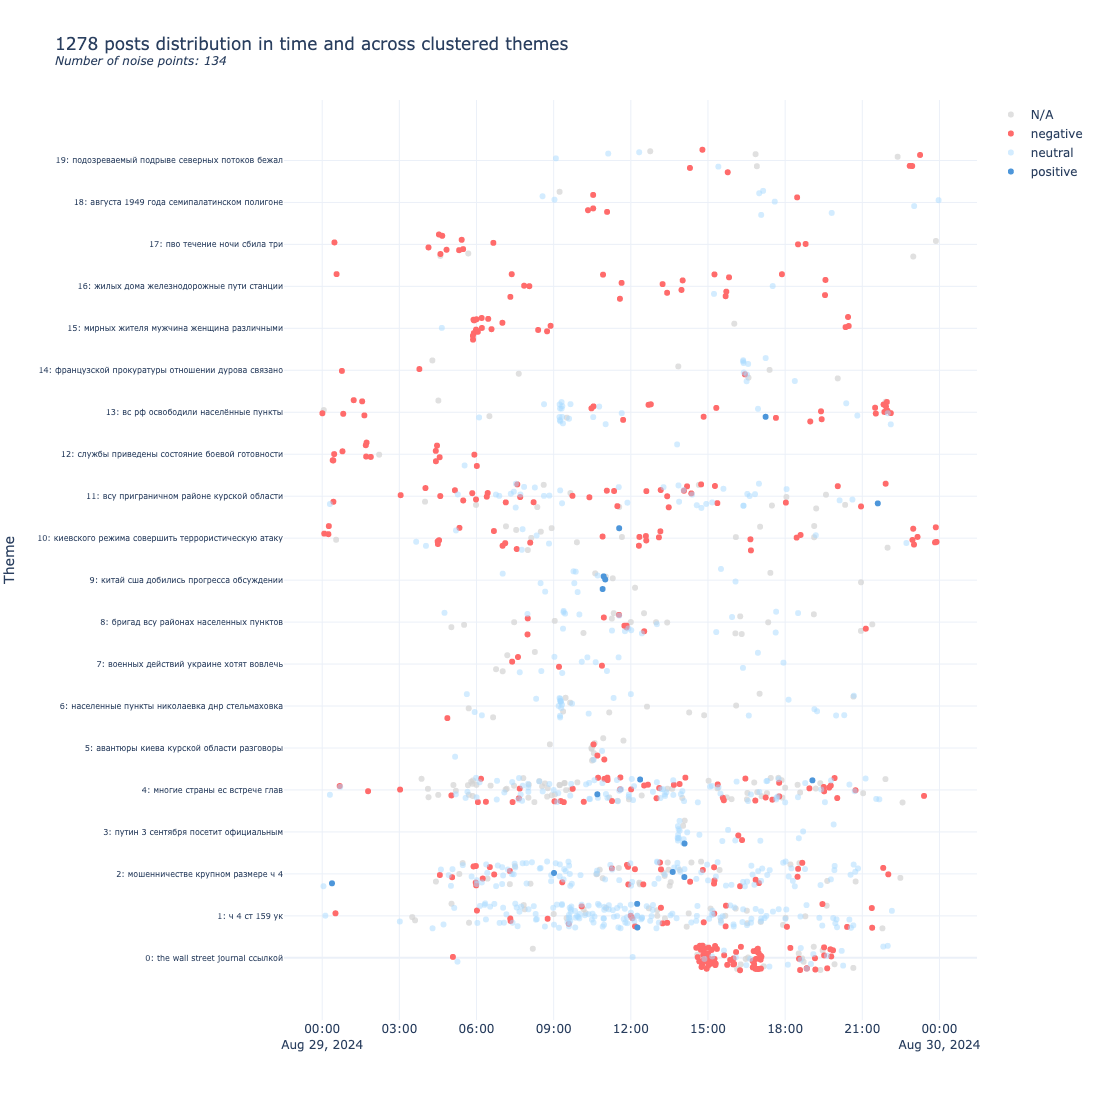 1278 posts distribution in time and across clustered themes
Number of noise points: 134
N/A
negative
neutral
positive
Theme
19: подозреваемый подрыве северных потоков бежал
18: августа 1949 года семипалатинском полигоне
17: пво течение ночи сбила три
16: жилых дома железнодорожные пути станции
15: мирных жителя мужчина женщина различными
14: французской прокуратуры отношении дурова связано
13: вс рф освободили населённые пункты
12: службы приведены состояние боевой готовности
11: всу приграничном районе курской области
10: киевского режима совершить террористическую атаку
9: китай сша добились прогресса обсуждении
8: бригад всу районах населенных пунктов
7: военных действий украине хотят вовлечь
6: населенные пункты николаевка днр стельмаховка
5: авантюры киева курской области разговоры
4: многие страны ес встрече глав
3: путин 3 сентября посетит официальным
2: мошенничестве крупном размере ч 4
1: ч 4 ст 159 ук
0: the wall street journal ссылкой
00:00 03:00 06:00 09:00 12:00 15:00 18:00 21:00 00:00
Aug 29, 2024 Aug 30, 2024